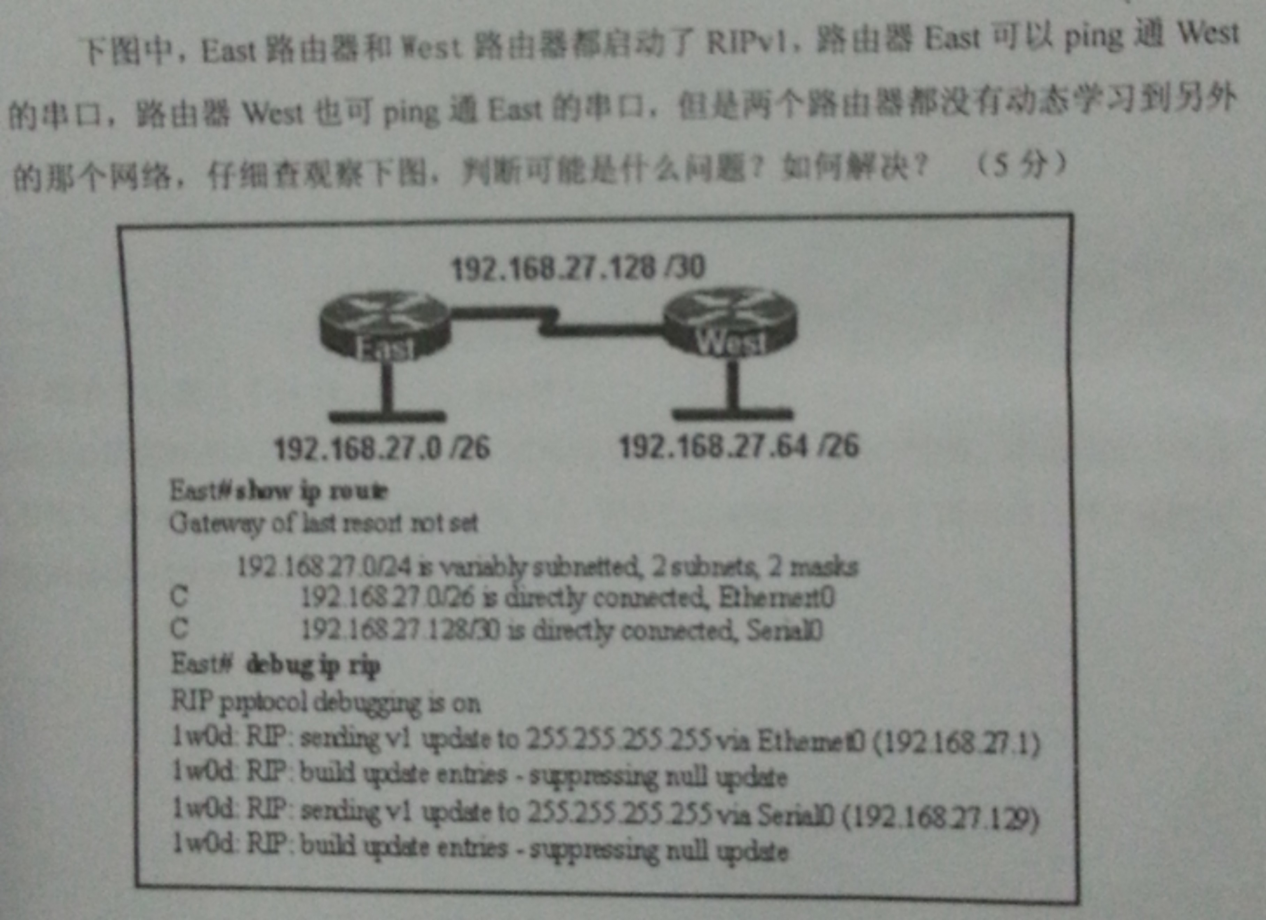 下图中，East 路由器和 West 路由器都启动了 RIPv1，路由器 East 可以 ping 通 West
的串口，路由器 West 也可 ping 通 East 的串口，但是两个路由器都没有动态学习到另外
的那个网络，仔细查观察下图，判断可能是什么问题？如何解决？ （5 分）
192.168.27.128 /30
East West
192.168.27.0 /26 192.168.27.64 /26
East# show ip route
Gateway of last resort not set
192.168.27.0/24 is variably subnetted, 2 subnets, 2 masks
C 192.168.27.0/26 is directly connected, Ethernert0
C 192.168.27.128/30 is directly connected, Serial0
East# debug ip rip
RIP prptocol debugging is on
1w0d: RIP: sending v1 update to 255.255.255.255 via Ethernet0 (192.168.27.1)
1w0d: RIP: build update entries - suppressing null update
1w0d: RIP: sending v1 update to 255.255.255.255 via Serial0 (192.168.27.129)
1w0d: RIP: build update entries - suppressing null update